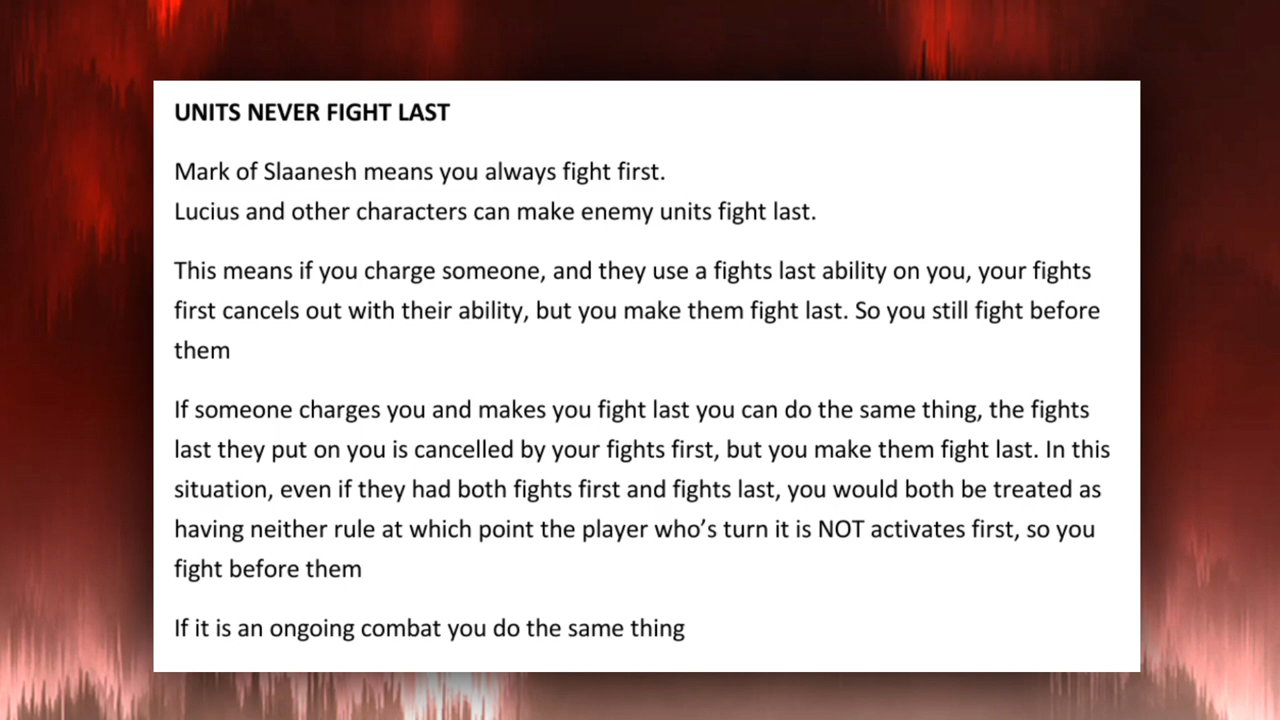 UNITS NEVER FIGHT LAST
Mark of Slaanesh means you always fight first.
Lucius and other characters can make enemy units fight last.
This means if you charge someone, and they use a fights last ability on you, your fights
first cancels out with their ability, but you make them fight last. So you still fight before
them
If someone charges you and makes you fight last you can do the same thing, the fights
last they put on you is cancelled by your fights first, but you make them fight last. In this
situation, even if they had both fights first and fights last, you would both be treated as
having neither rule at which point the player who’s turn it is NOT activates first, so you
fight before them
If it is an ongoing combat you do the same thing